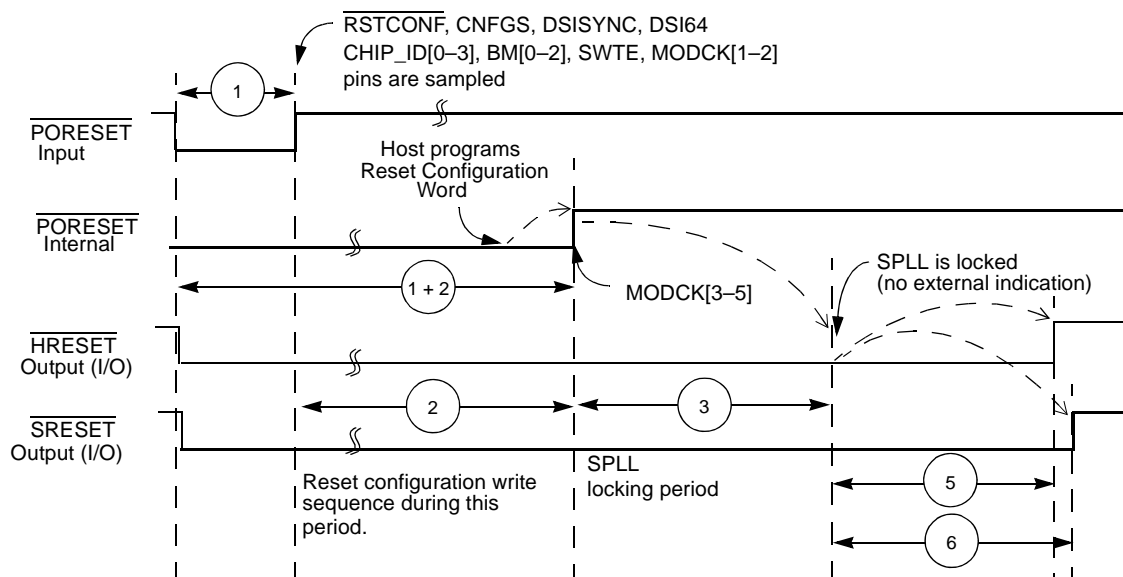 RSTCONF, CNFGS, DSISYNC, DSI64
CHIP_ID[0–3], BM[0–2], SWTE, MODCK[1–2]
pins are sampled
1
PORESET
Input
Host programs
Reset Configuration
Word
PORESET
Internal
1 + 2
MODCK[3–5]
SPLL is locked
(no external indication)
HRESET
Output (I/O)
2
3
SRESET
Output (I/O)
Reset configuration write
sequence during this
period.
SPLL
locking period
5
6